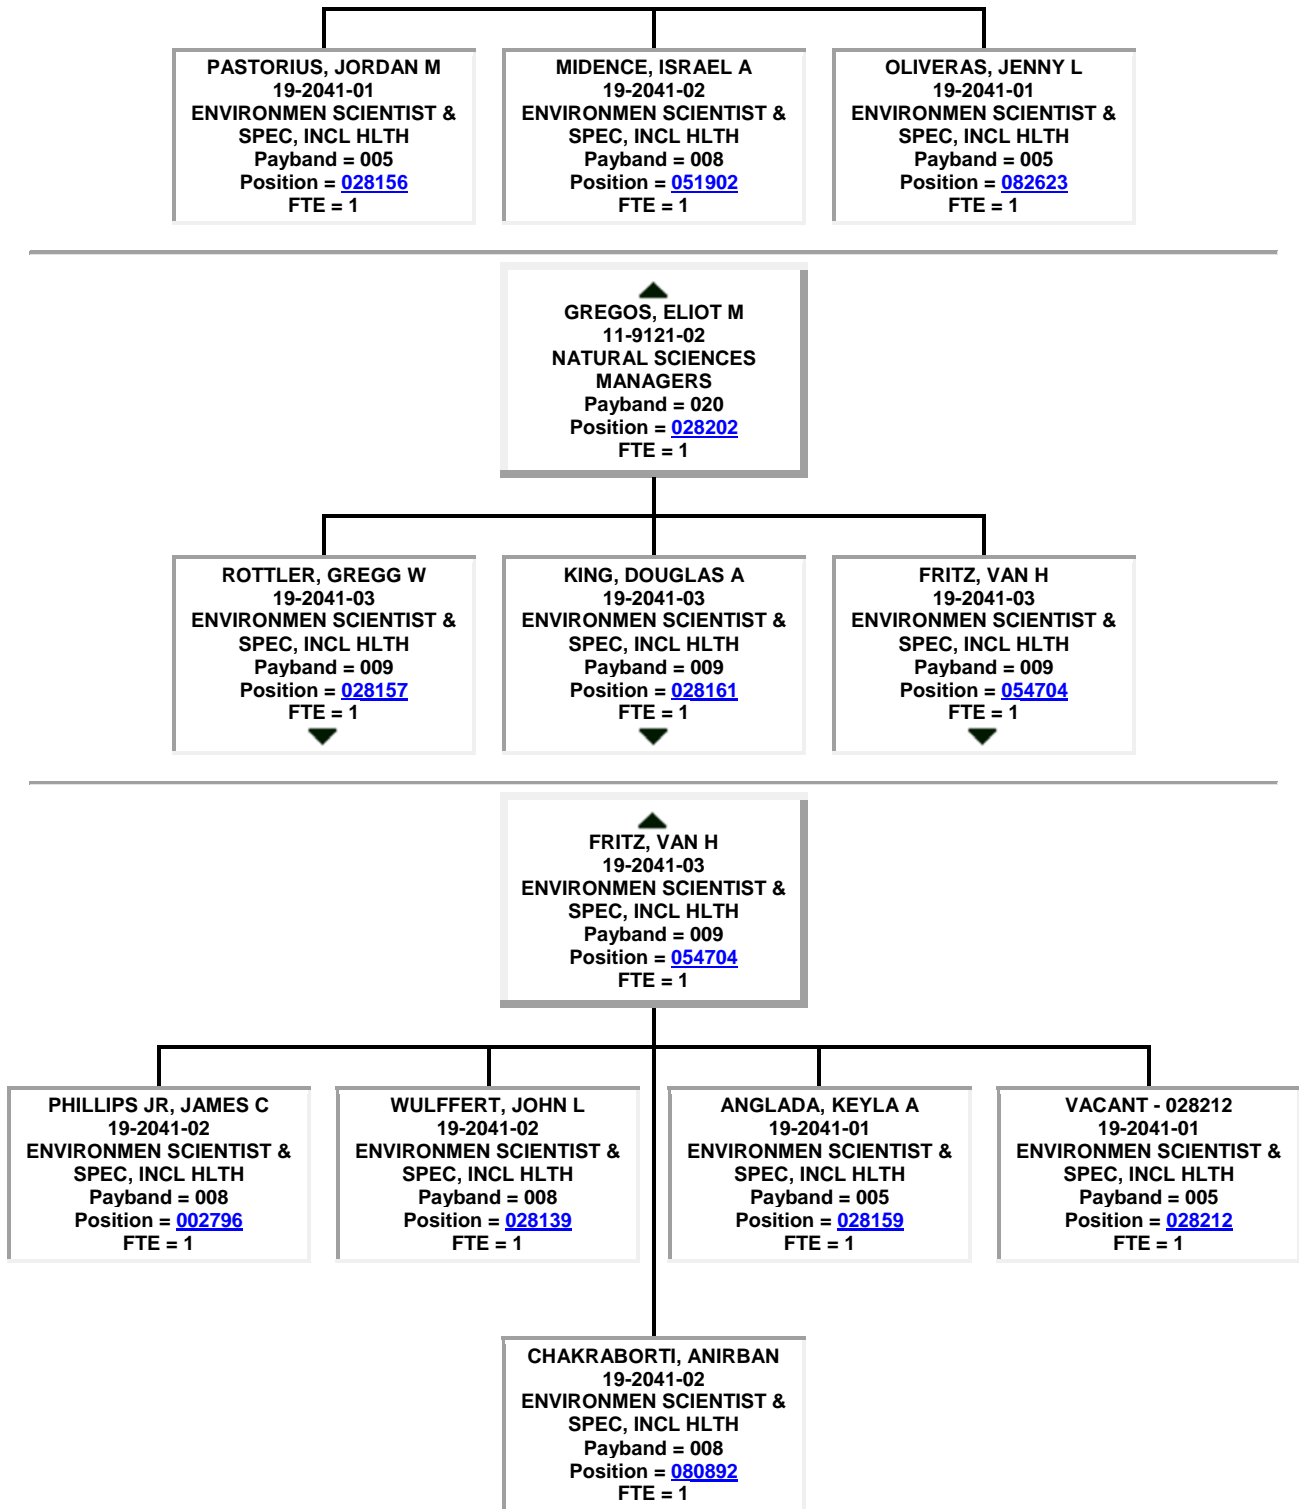 PASTORIUS, JORDAN M
19-2041-01
ENVIRONMEN SCIENTIST &
SPEC, INCL HLTH
Payband = 005
Position = 028156
FTE = 1
MIDENCE, ISRAEL A
19-2041-02
ENVIRONMEN SCIENTIST &
SPEC, INCL HLTH
Payband = 008
Position = 051902
FTE = 1
OLIVERAS, JENNY L
19-2041-01
ENVIRONMEN SCIENTIST &
SPEC, INCL HLTH
Payband = 005
Position = 082623
FTE = 1
GREGOS, ELIOT M
11-9121-02
NATURAL SCIENCES
MANAGERS
Payband = 020
Position = 028202
FTE = 1
ROTTLER, GREGG W
19-2041-03
ENVIRONMEN SCIENTIST &
SPEC, INCL HLTH
Payband = 009
Position = 028157
FTE = 1
KING, DOUGLAS A
19-2041-03
ENVIRONMEN SCIENTIST &
SPEC, INCL HLTH
Payband = 009
Position = 028161
FTE = 1
FRITZ, VAN H
19-2041-03
ENVIRONMEN SCIENTIST &
SPEC, INCL HLTH
Payband = 009
Position = 054704
FTE = 1
FRITZ, VAN H
19-2041-03
ENVIRONMEN SCIENTIST &
SPEC, INCL HLTH
Payband = 009
Position = 054704
FTE = 1
PHILLIPS JR, JAMES C
19-2041-02
ENVIRONMEN SCIENTIST &
SPEC, INCL HLTH
Payband = 008
Position = 002796
FTE = 1
WULFFERT, JOHN L
19-2041-02
ENVIRONMEN SCIENTIST &
SPEC, INCL HLTH
Payband = 008
Position = 028139
FTE = 1
ANGLADA, KEYLA A
19-2041-01
ENVIRONMEN SCIENTIST &
SPEC, INCL HLTH
Payband = 005
Position = 028159
FTE = 1
VACANT - 028212
19-2041-01
ENVIRONMEN SCIENTIST &
SPEC, INCL HLTH
Payband = 005
Position = 028212
FTE = 1
CHAKRABORTI, ANIRBAN
19-2041-02
ENVIRONMEN SCIENTIST &
SPEC, INCL HLTH
Payband = 008
Position = 080892
FTE = 1